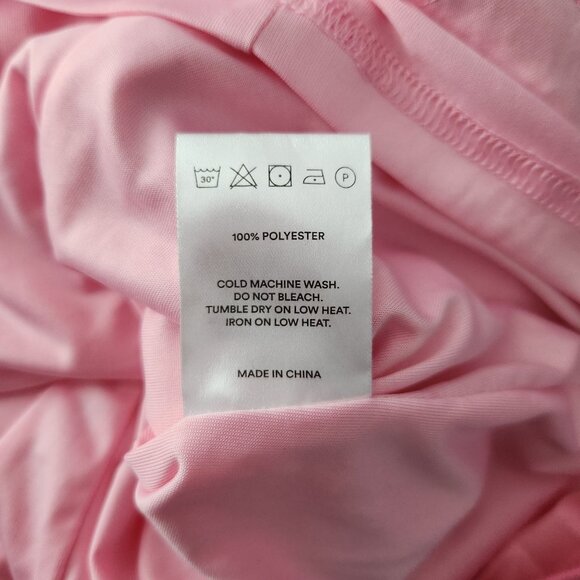 30°
P
100% POLYESTER
COLD MACHINE WASH.
DO NOT BLEACH.
TUMBLE DRY ON LOW HEAT.
IRON ON LOW HEAT.
MADE IN CHINA